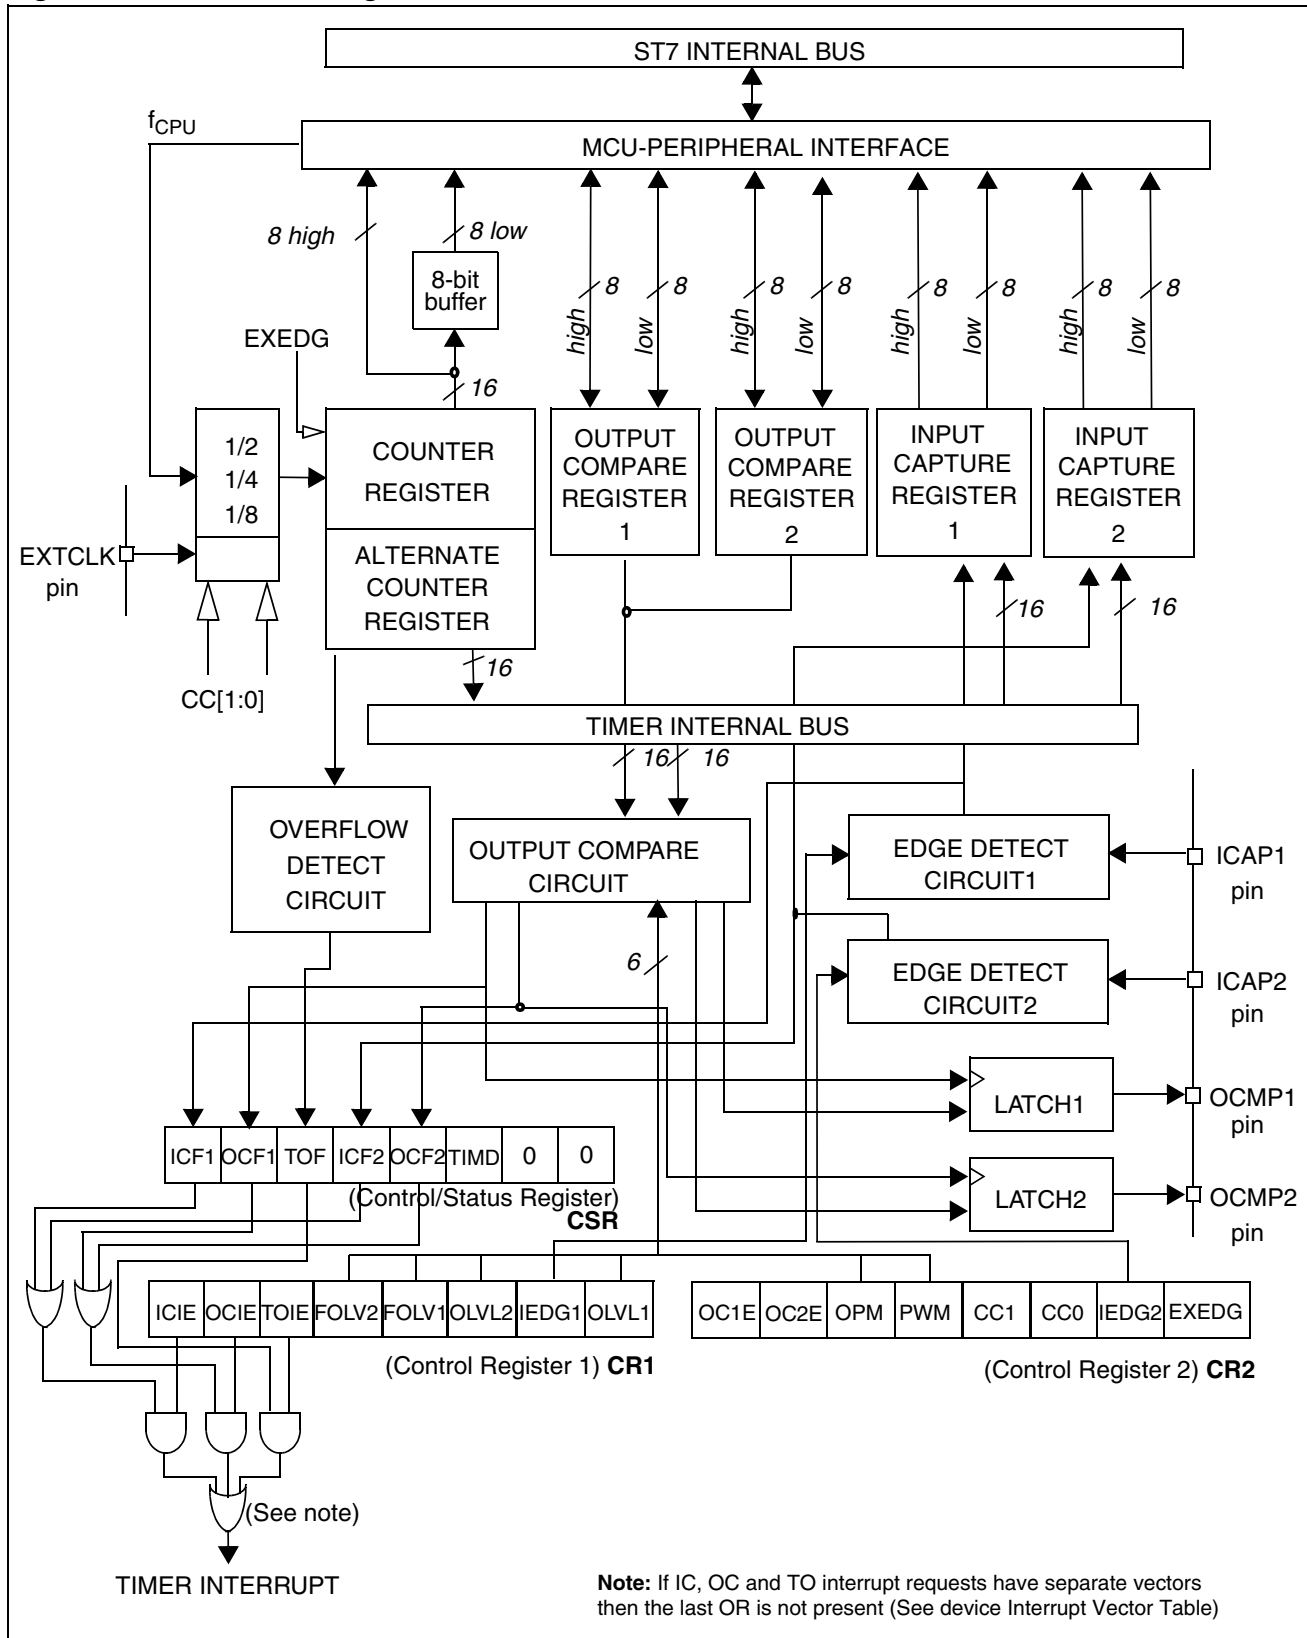 ST7 INTERNAL BUS
fCPU
MCU-PERIPHERAL INTERFACE
8 high
8 low
8-bit
buffer
8
8
8
8
8
8
8
8
high
low
high
low
high
low
high
low
EXEDG
16
1/2
1/4
1/8
COUNTER
REGISTER
OUTPUT
COMPARE
REGISTER
1
OUTPUT
COMPARE
REGISTER
2
INPUT
CAPTURE
REGISTER
1
INPUT
CAPTURE
REGISTER
2
EXTCLK
pin
ALTERNATE
COUNTER
REGISTER
16
16
16
CC[1:0]
TIMER INTERNAL BUS
16
16
OVERFLOW
DETECT
CIRCUIT
OUTPUT COMPARE
CIRCUIT
EDGE DETECT
CIRCUIT1
ICAP1
pin
6
EDGE DETECT
CIRCUIT2
ICAP2
pin
LATCH1
OCMP1
pin
ICF1 OCF1 TOF ICF2 OCF2 TIMD 0 0
(Control/Status Register)
CSR
LATCH2
OCMP2
pin
ICIE OCIE TOIE FOLV2 FOLV1 OLVL2 IEDG1 OLVL1
OC1E OC2E OPM PWM CC1 CC0 IEDG2 EXEDG
(Control Register 1) CR1
(Control Register 2) CR2
(See note)
TIMER INTERRUPT
Note: If IC, OC and TO interrupt requests have separate vectors
then the last OR is not present (See device Interrupt Vector Table)